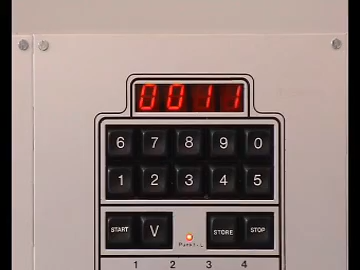 0011
6 7 8 9 0
1 2 3 4 5
START V STORE STOP
1 2 3 4